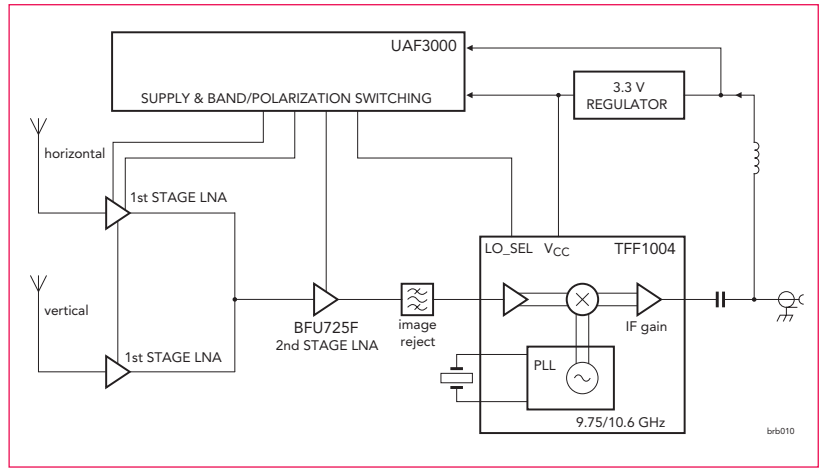 UAF3000
SUPPLY & BAND/POLARIZATION SWITCHING
3.3 V
REGULATOR
horizontal
1st STAGE LNA
LO_SEL
VCC
TFF1004
vertical
BFU725F
2nd STAGE LNA
image
reject
IF gain
1st STAGE LNA
PLL
9.75/10.6 GHz
brb010